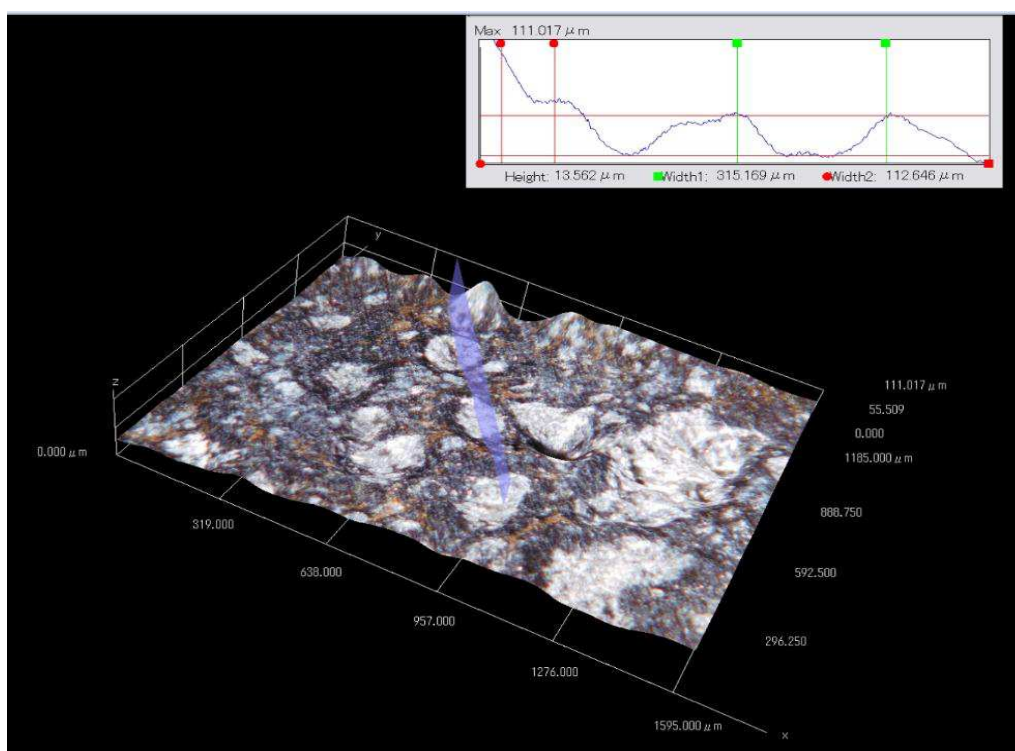 Max 111.017 μm
Height: 13.562 μm Width1: 315.169 μm Width2: 112.646 μm
y
z
111.017 μm
55.509
0.000
0.000 μm
1185.000 μm
888.750
319.000
638.000
592.500
957.000
296.250
1276.000
1595.000 μm
x